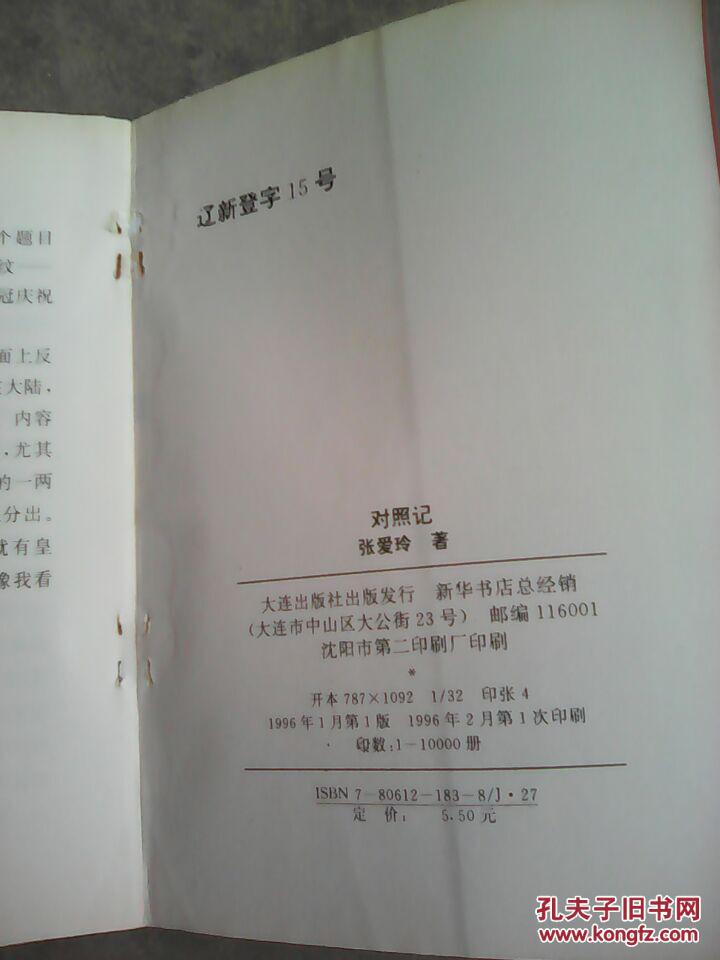 个题目
纹——
冠庆祝
面上反
大陆，
内容
，尤其
的一两
分出。
就有皇
像我看
辽新登字15号
对照记
张爱玲 著
大连出版社出版发行 新华书店总经销
（大连市中山区大公街23号） 邮编116001
沈阳市第二印刷厂印刷
*
开本787×1092 1/32 印张4
1996年1月第1版 1996年2月第1次印刷
印数:1-10000册
ISBN 7-80612-183-8/J·27
定 价： 5.50元
孔夫子旧书网
www.kongfz.com